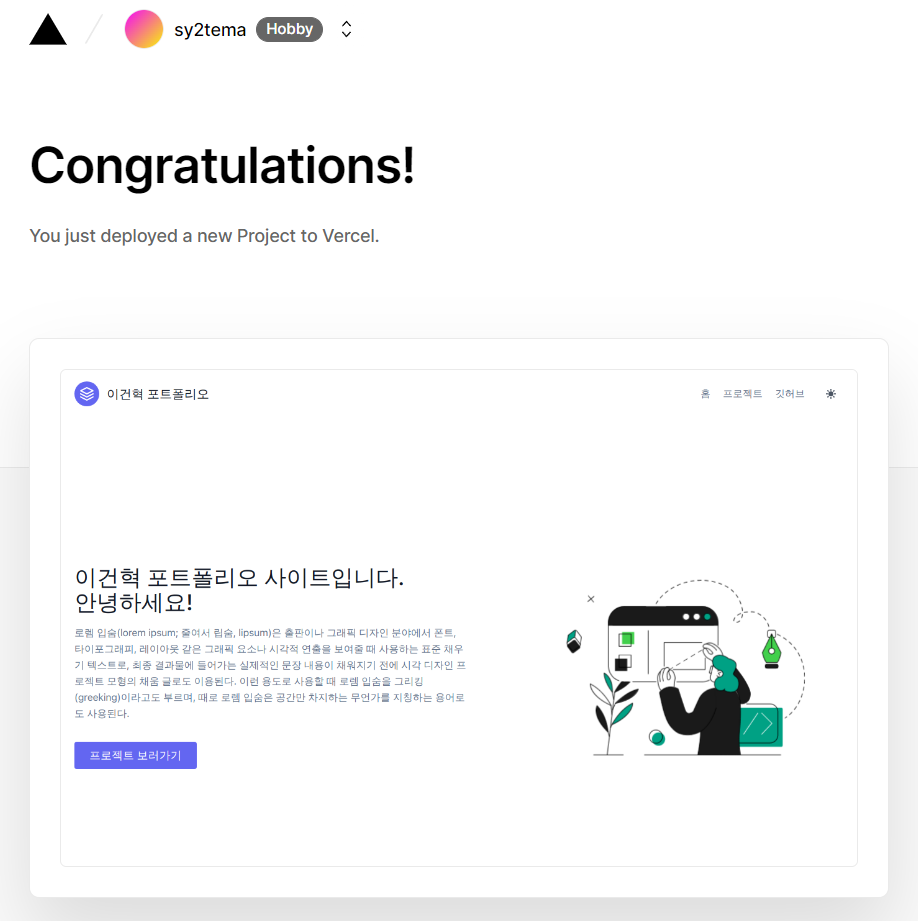 sy2tema Hobby
Congratulations!
You just deployed a new Project to Vercel.
이건혁 포트폴리오 홈 프로젝트 깃허브
이건혁 포트폴리오 사이트입니다.
안녕하세요!
로렘 입숨(lorem ipsum; 줄여서 립숨, lipsum)은 출판이나 그래픽 디자인 분야에서 폰트,
타이포그래피, 레이아웃 같은 그래픽 요소나 시각적 연출을 보여줄 때 사용하는 표준 채우
기 텍스트로, 최종 결과물에 들어가는 실제적인 문장 내용이 채워지기 전에 시각 디자인 프
로젝트 모형의 채움 글로도 이용된다. 이런 용도로 사용할 때 로렘 입숨을 그리킹
(greeking)이라고도 부르며, 때로 로렘 입숨은 공간만 차지하는 무언가를 지칭하는 용어로
도 사용된다.
프로젝트 보러가기